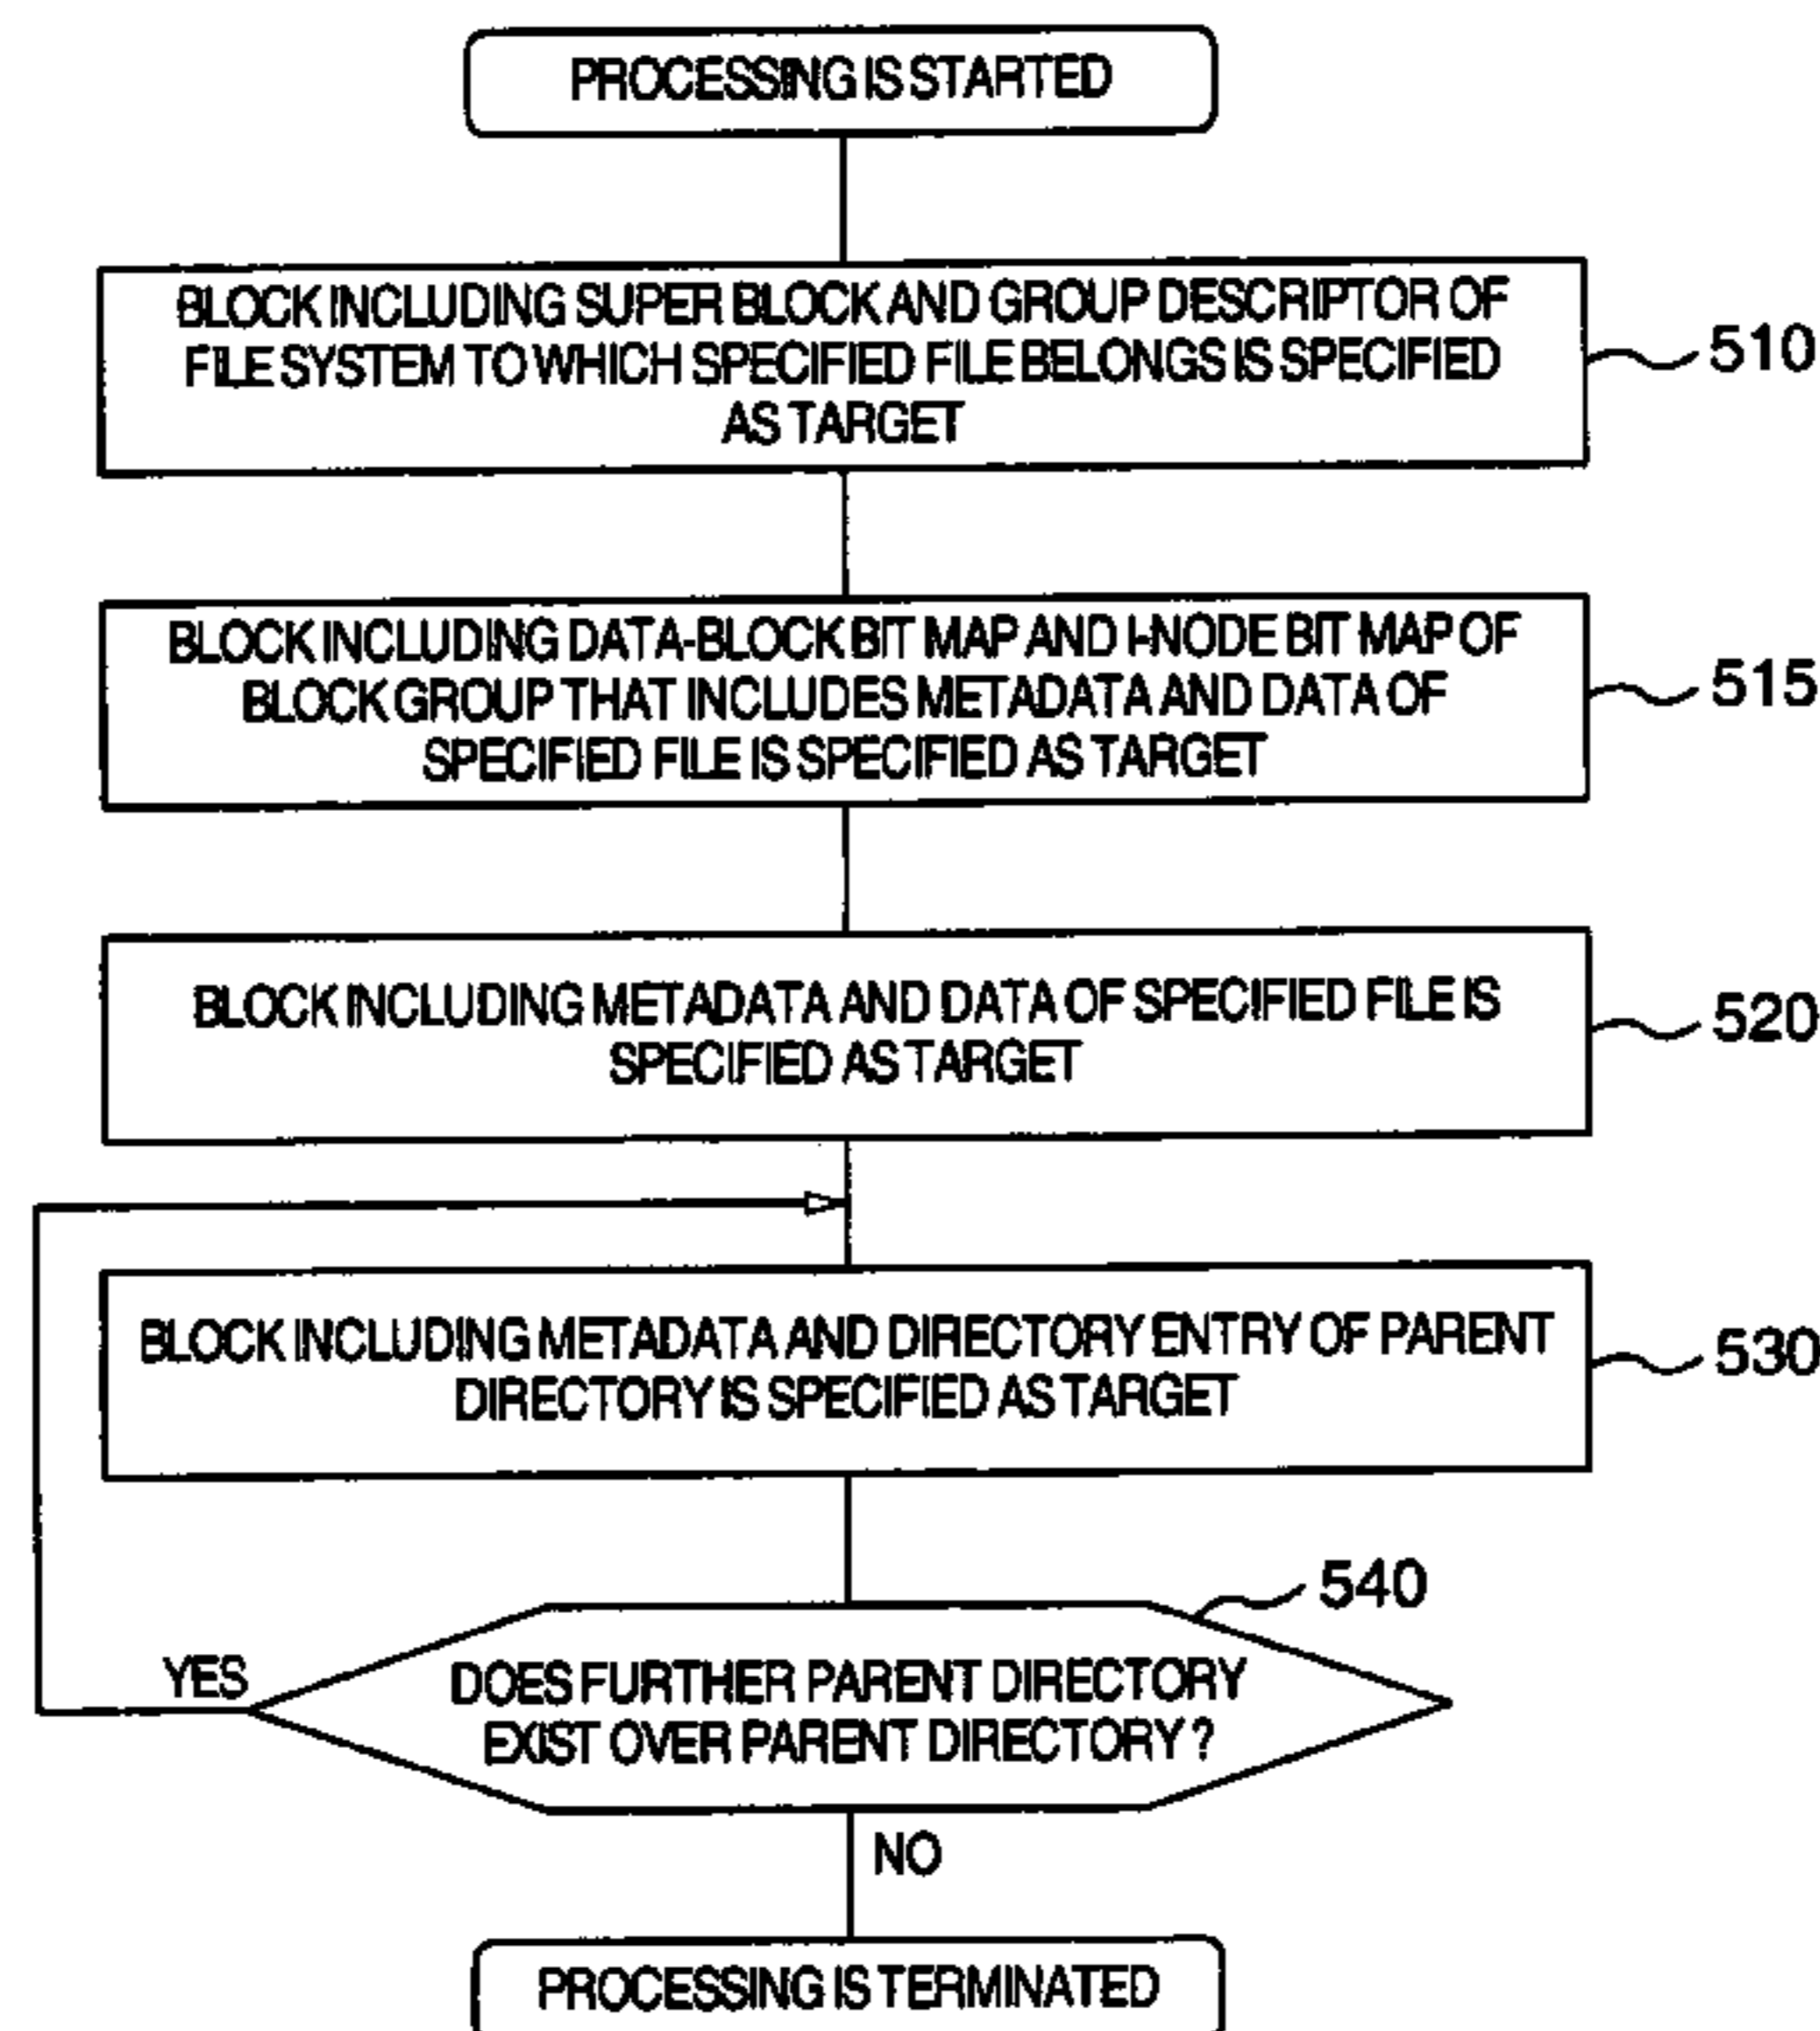 PROCESSING IS STARTED
BLOCK INCLUDING SUPER BLOCK AND GROUP DESCRIPTOR OF
FILE SYSTEM TO WHICH SPECIFIED FILE BELONGS IS SPECIFIED
AS TARGET
510
BLOCK INCLUDING DATA-BLOCK BIT MAP AND I-NODE BIT MAP OF
BLOCK GROUP THAT INCLUDES METADATA AND DATA OF
SPECIFIED FILE IS SPECIFIED AS TARGET
515
BLOCK INCLUDING METADATA AND DATA OF SPECIFIED FILE IS
SPECIFIED AS TARGET
520
BLOCK INCLUDING METADATA AND DIRECTORY ENTRY OF PARENT
DIRECTORY IS SPECIFIED AS TARGET
530
540
YES
DOES FURTHER PARENT DIRECTORY
EXIST OVER PARENT DIRECTORY?
NO
PROCESSING IS TERMINATED